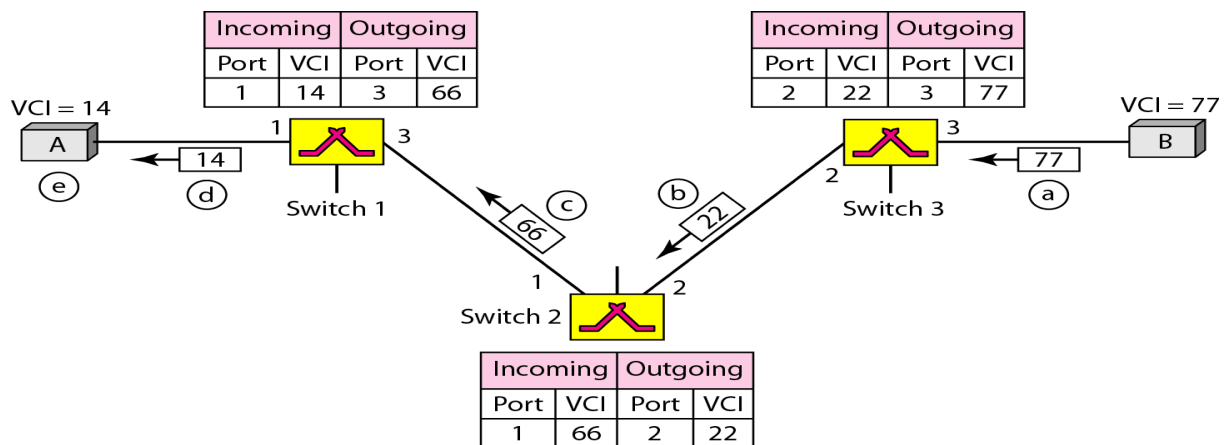 Incoming Outgoing
Port VCI Port VCI
1 14 3 66
Incoming Outgoing
Port VCI Port VCI
2 22 3 77
VCI = 14
A
e
14
d
1
3
Switch 1
66
c
1
Switch 2
2
22
b
2
3
Switch 3
77
a
VCI = 77
B
Incoming Outgoing
Port VCI Port VCI
1 66 2 22